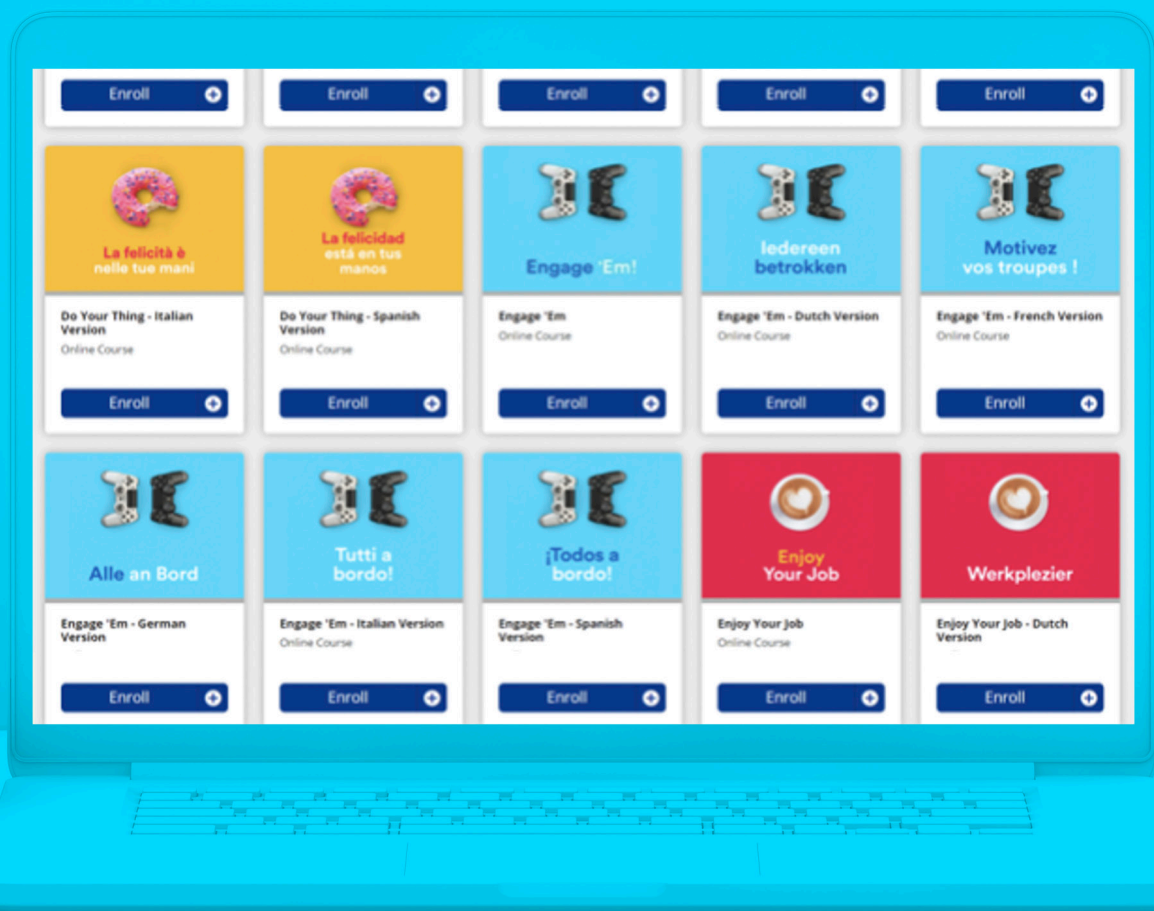 Enroll
Enroll
Enroll
Enroll
Enroll
La felicità è
nelle tue mani
La felicidad
está en tus
manos
Engage 'Em!
Iedereen
betrokken
Motivez
vos troupes !
Do Your Thing - Italian
Version
Online Course
Do Your Thing - Spanish
Version
Online Course
Engage 'Em
Online Course
Engage 'Em - Dutch Version
Online Course
Engage 'Em - French Version
Online Course
Enroll
Enroll
Enroll
Enroll
Enroll
Alle an Bord
Tutti a
bordo!
¡Todos a
bordo!
Enjoy
Your Job
Werkplezier
Engage 'Em - German
Version
Engage 'Em - Italian Version
Online Course
Engage 'Em - Spanish
Version
Enjoy Your Job
Online Course
Enjoy Your Job - Dutch
Version
Enroll
Enroll
Enroll
Enroll
Enroll